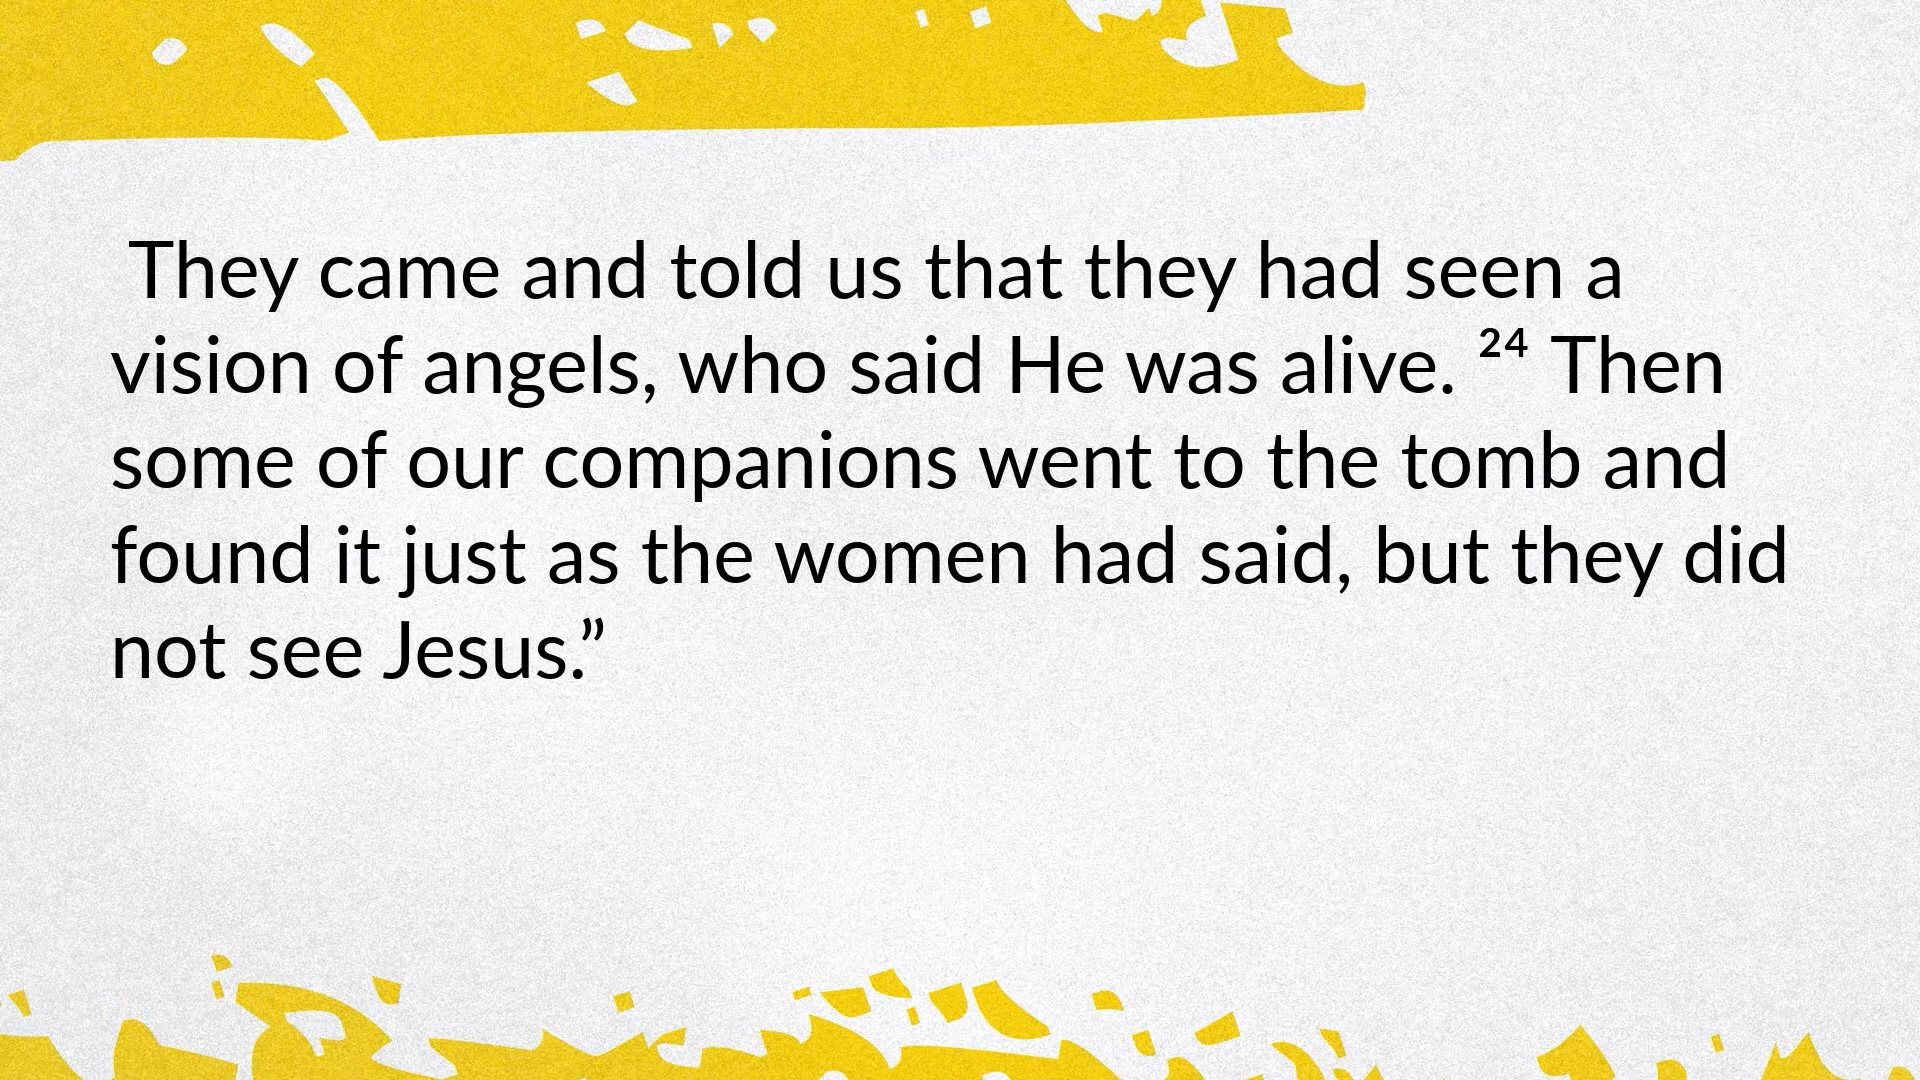 They came and told us that they had seen a
vision of angels, who said He was alive. ²⁴ Then
some of our companions went to the tomb and
found it just as the women had said, but they did
not see Jesus.”